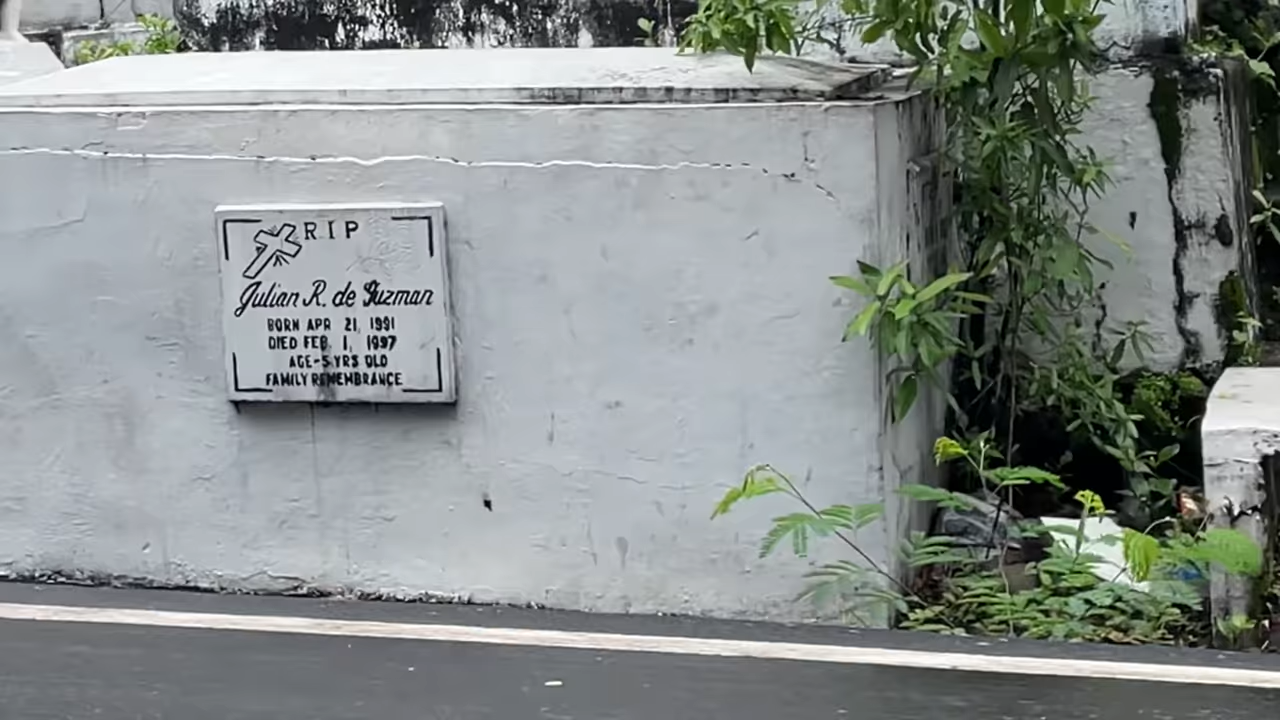 RIP
Julian R. de Guzman
BORN APR 21, 1991
DIED FEB. 1, 1997
AGE-5 YRS OLD
FAMILY REMEMBRANCE